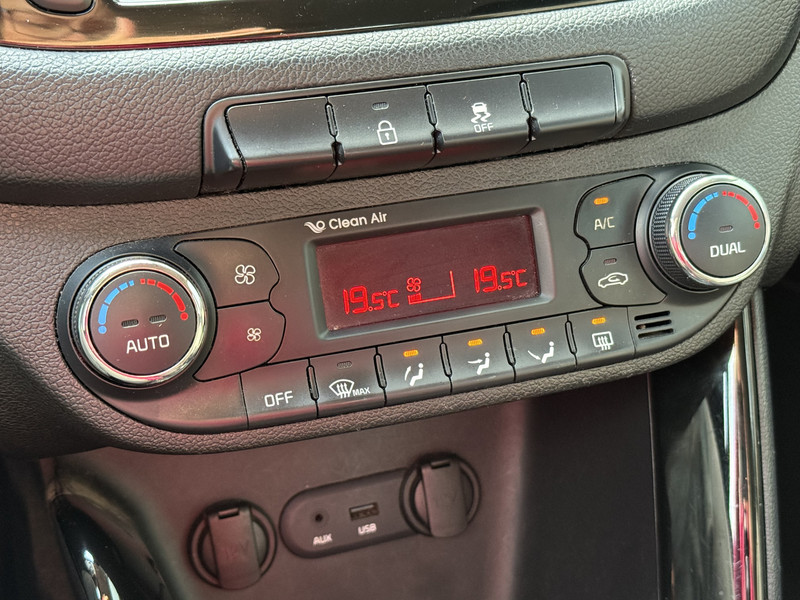 OFF
Clean Air
A/C
19.5°C
19.5°C
DUAL
AUTO
OFF
MAX
AUX
USB